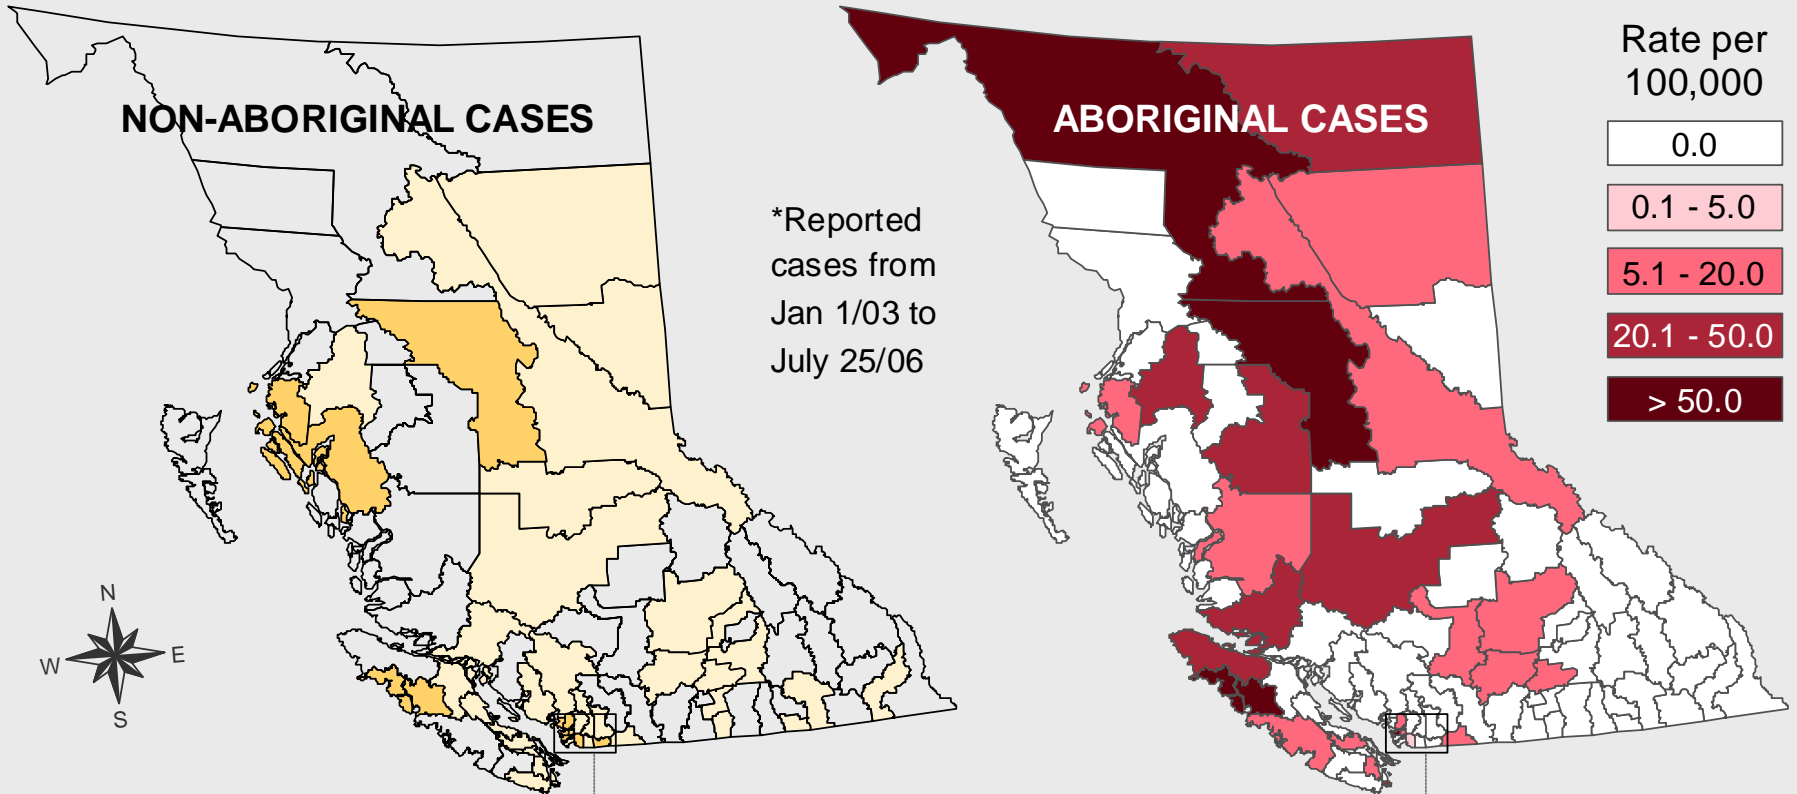 NON-ABORIGINAL CASES
ABORIGINAL CASES
*Reported
cases from
Jan 1/03 to
July 25/06
Rate per
100,000
0.0
0.1 - 5.0
5.1 - 20.0
20.1 - 50.0
> 50.0
N
W
E
S